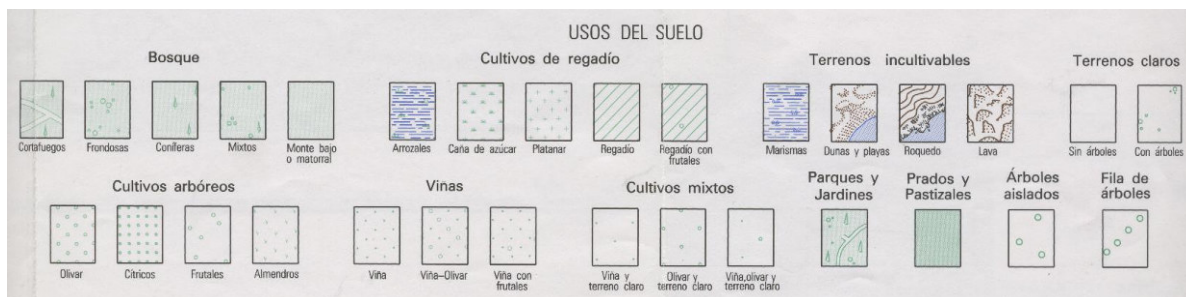 USOS DEL SUELO
Bosque
Cortafuegos
Frondosas
Coníferas
Mixtos
Monte bajo
o matorral
Cultivos de regadío
Arrozales
Caña de azúcar
Platanar
Regadío
Regadío con
frutales
Terrenos incultivables
Marismas
Dunas y playas
Roquedo
Lava
Terrenos claros
Sin árboles
Con árboles
Cultivos arbóreos
Olivar
Cítricos
Frutales
Almendros
Viñas
Viña
Viña-Olivar
Viña con
frutales
Cultivos mixtos
Viña y
terreno claro
Olivar y
terreno claro
Viña,olivar y
terreno claro
Parques y
Jardines
Prados y
Pastizales
Árboles
aislados
Fila de
árboles